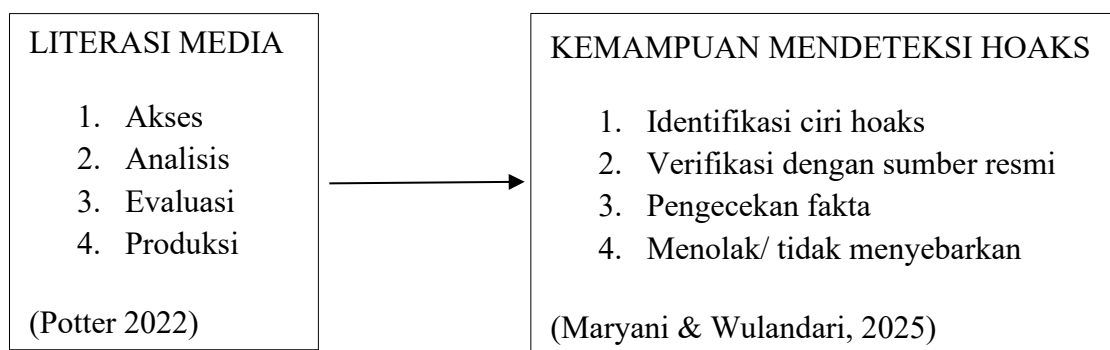 LITERASI MEDIA
1. Akses
2. Analisis
3. Evaluasi
4. Produksi
(Potter 2022)
KEMAMPUAN MENDETEKSI HOAKS
1. Identifikasi ciri hoaks
2. Verifikasi dengan sumber resmi
3. Pengecekan fakta
4. Menolak/ tidak menyebarkan
(Maryani & Wulandari, 2025)